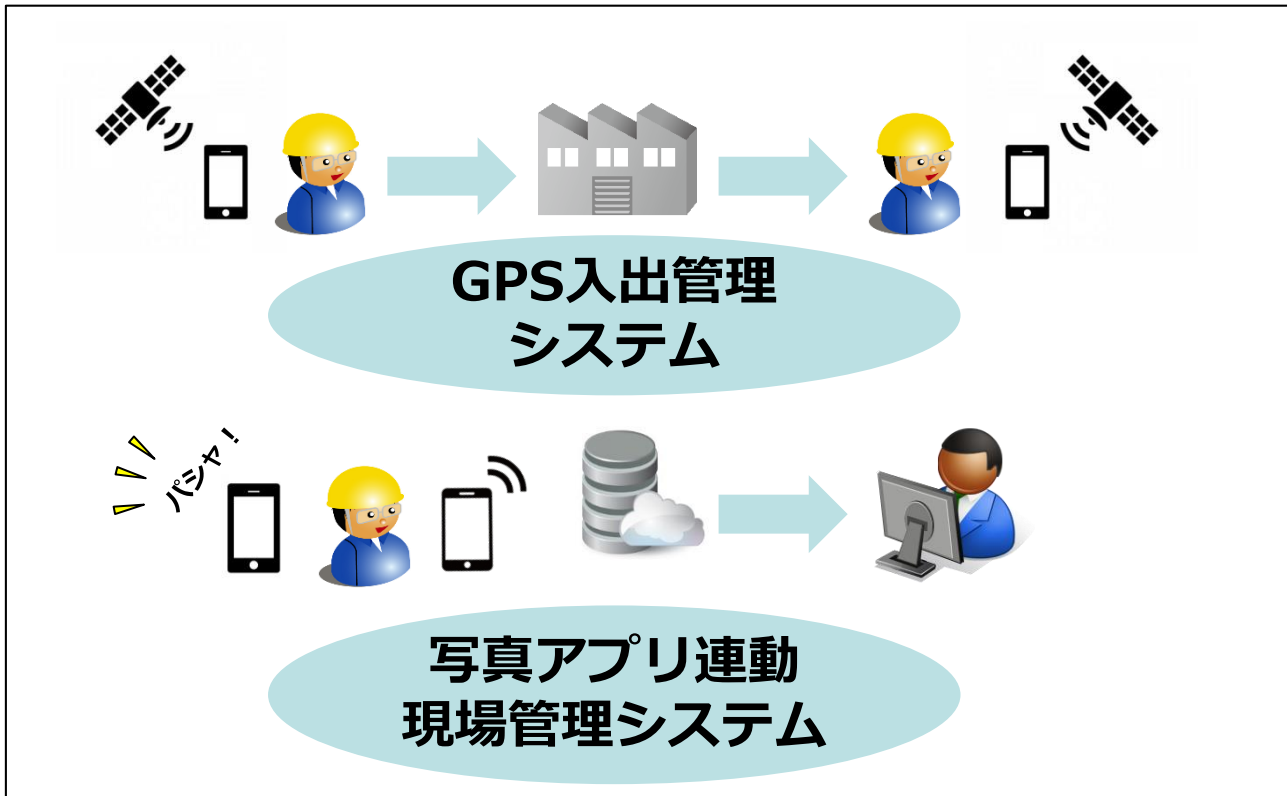 GPS入出管理
システム
パシャ！
写真アプリ連動
現場管理システム